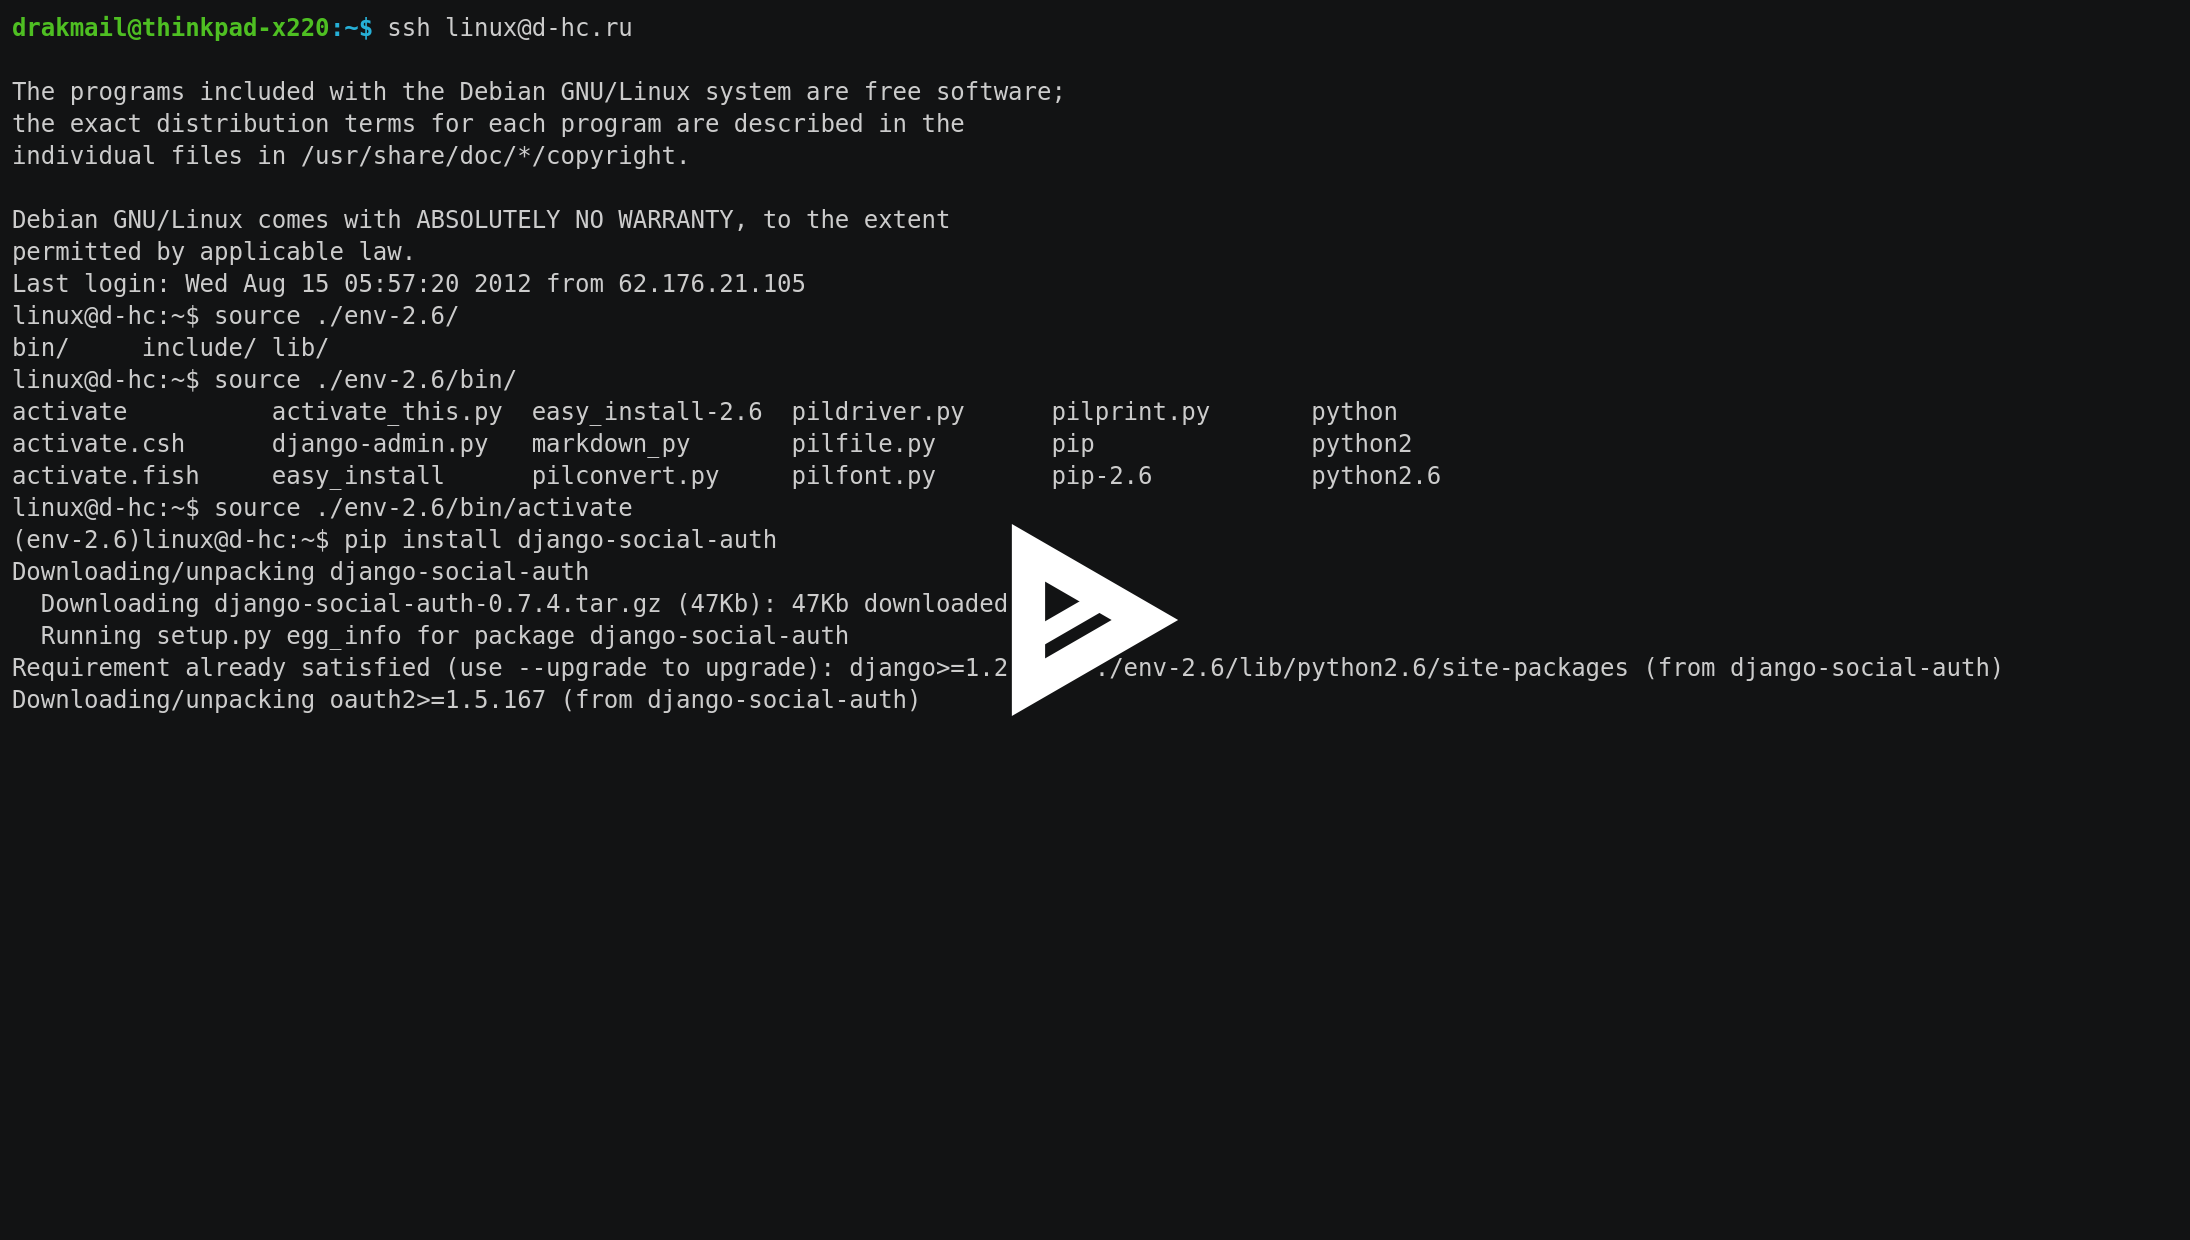 drakmail@thinkpad-x220:~$ ssh linux@d-hc.ru
The programs included with the Debian GNU/Linux system are free software;
the exact distribution terms for each program are described in the
individual files in /usr/share/doc/*/copyright.
Debian GNU/Linux comes with ABSOLUTELY NO WARRANTY, to the extent
permitted by applicable law.
Last login: Wed Aug 15 05:57:20 2012 from 62.176.21.105
linux@d-hc:~$ source ./env-2.6/
bin/     include/ lib/
linux@d-hc:~$ source ./env-2.6/bin/
activate          activate_this.py  easy_install-2.6  pildriver.py      pilprint.py       python
activate.csh      django-admin.py   markdown_py       pilfile.py        pip               python2
activate.fish     easy_install      pilconvert.py     pilfont.py        pip-2.6           python2.6
linux@d-hc:~$ source ./env-2.6/bin/activate
(env-2.6)linux@d-hc:~$ pip install django-social-auth
Downloading/unpacking django-social-auth
  Downloading django-social-auth-0.7.4.tar.gz (47Kb): 47Kb downloaded
  Running setup.py egg_info for package django-social-auth
Requirement already satisfied (use --upgrade to upgrade): django>=1.2 ./env-2.6/lib/python2.6/site-packages (from django-social-auth)
Downloading/unpacking oauth2>=1.5.167 (from django-social-auth)